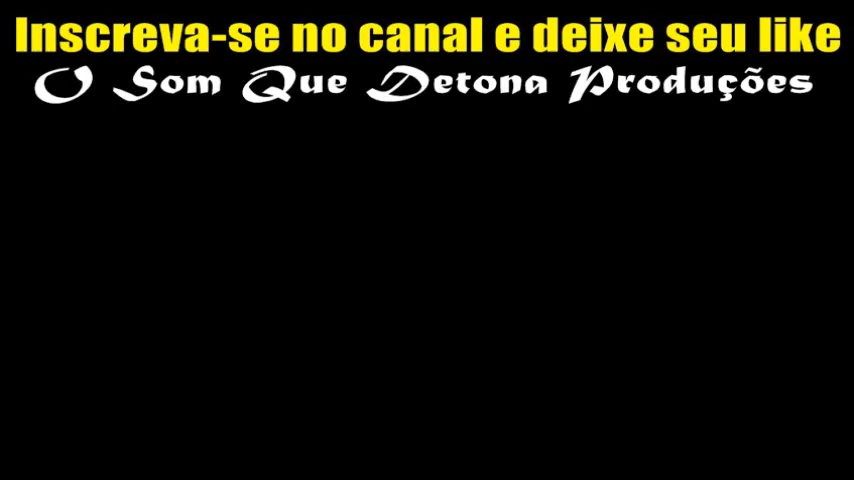 Inscreva-se no canal e deixe seu like
O Som Que Detona Produções